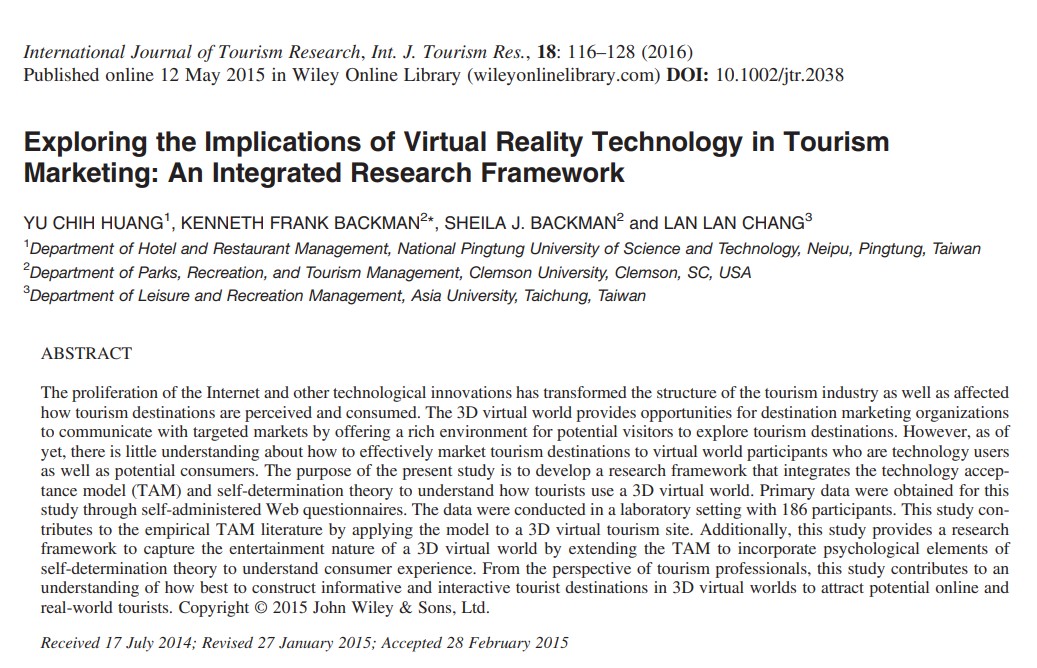 International Journal of Tourism Research, Int. J. Tourism Res., 18: 116–128 (2016)
Published online 12 May 2015 in Wiley Online Library (wileyonlinelibrary.com) DOI: 10.1002/jtr.2038
Exploring the Implications of Virtual Reality Technology in Tourism
Marketing: An Integrated Research Framework
YU CHIH HUANG1, KENNETH FRANK BACKMAN2*, SHEILA J. BACKMAN2 and LAN LAN CHANG3
1Department of Hotel and Restaurant Management, National Pingtung University of Science and Technology, Neipu, Pingtung, Taiwan
2Department of Parks, Recreation, and Tourism Management, Clemson University, Clemson, SC, USA
3Department of Leisure and Recreation Management, Asia University, Taichung, Taiwan
ABSTRACT
The proliferation of the Internet and other technological innovations has transformed the structure of the tourism industry as well as affected
how tourism destinations are perceived and consumed. The 3D virtual world provides opportunities for destination marketing organizations
to communicate with targeted markets by offering a rich environment for potential visitors to explore tourism destinations. However, as of
yet, there is little understanding about how to effectively market tourism destinations to virtual world participants who are technology users
as well as potential consumers. The purpose of the present study is to develop a research framework that integrates the technology accep-
tance model (TAM) and self-determination theory to understand how tourists use a 3D virtual world. Primary data were obtained for this
study through self-administered Web questionnaires. The data were conducted in a laboratory setting with 186 participants. This study con-
tributes to the empirical TAM literature by applying the model to a 3D virtual tourism site. Additionally, this study provides a research
framework to capture the entertainment nature of a 3D virtual world by extending the TAM to incorporate psychological elements of
self-determination theory to understand consumer experience. From the perspective of tourism professionals, this study contributes to an
understanding of how best to construct informative and interactive tourist destinations in 3D virtual worlds to attract potential online and
real-world tourists. Copyright © 2015 John Wiley & Sons, Ltd.
Received 17 July 2014; Revised 27 January 2015; Accepted 28 February 2015